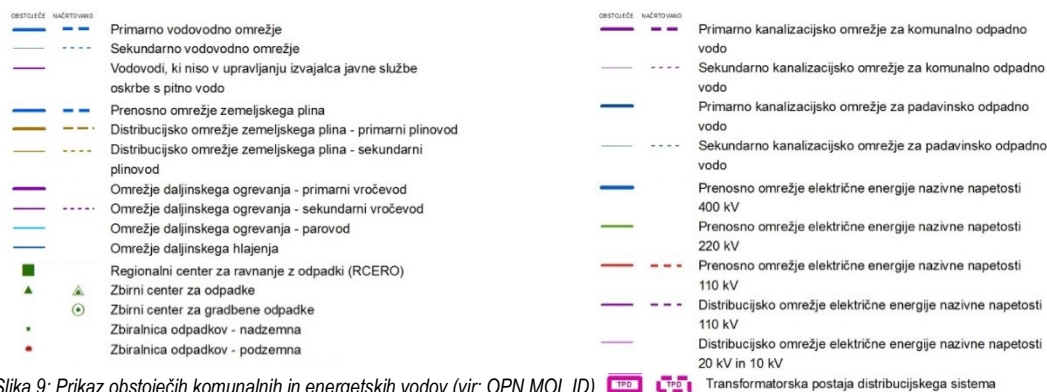 OBSTOJEČE NAČRTOVANO
Primarno vodovodno omrežje
Sekundarno vodovodno omrežje
Vodovodi, ki niso v upravljanju izvajalca javne službe
oskrbe s pitno vodo
Prenosno omrežje zemeljskega plina
Distribucijsko omrežje zemeljskega plina - primarni plinovod
Distribucijsko omrežje zemeljskega plina - sekundarni
plinovod
Omrežje daljinskega ogrevanja - primarni vročevod
Omrežje daljinskega ogrevanja - sekundarni vročevod
Omrežje daljinskega ogrevanja - parovod
Omrežje daljinskega hlajenja
Regionalni center za ravnanje z odpadki (RCERO)
Zbirni center za odpadke
Zbirni center za gradbene odpadke
Zbiralnica odpadkov - nadzemna
Zbiralnica odpadkov - podzemna
Slika 9: Prikaz obstoječih komunalnih in energetskih vodov (vir: OPN MOL ID)
OBSTOJEČE NAČRTOVANO
Primarno kanalizacijsko omrežje za komunalno odpadno
vodo
Sekundarno kanalizacijsko omrežje za komunalno odpadno
vodo
Primarno kanalizacijsko omrežje za padavinsko odpadno
vodo
Sekundarno kanalizacijsko omrežje za padavinsko odpadno
vodo
Prenosno omrežje električne energije nazivne napetosti
400 kV
Prenosno omrežje električne energije nazivne napetosti
220 kV
Prenosno omrežje električne energije nazivne napetosti
110 kV
Distribucijsko omrežje električne energije nazivne napetosti
110 kV
Distribucijsko omrežje električne energije nazivne napetosti
20 kV in 10 kV
TPD TPD Transformatorska postaja distribucijskega sistema